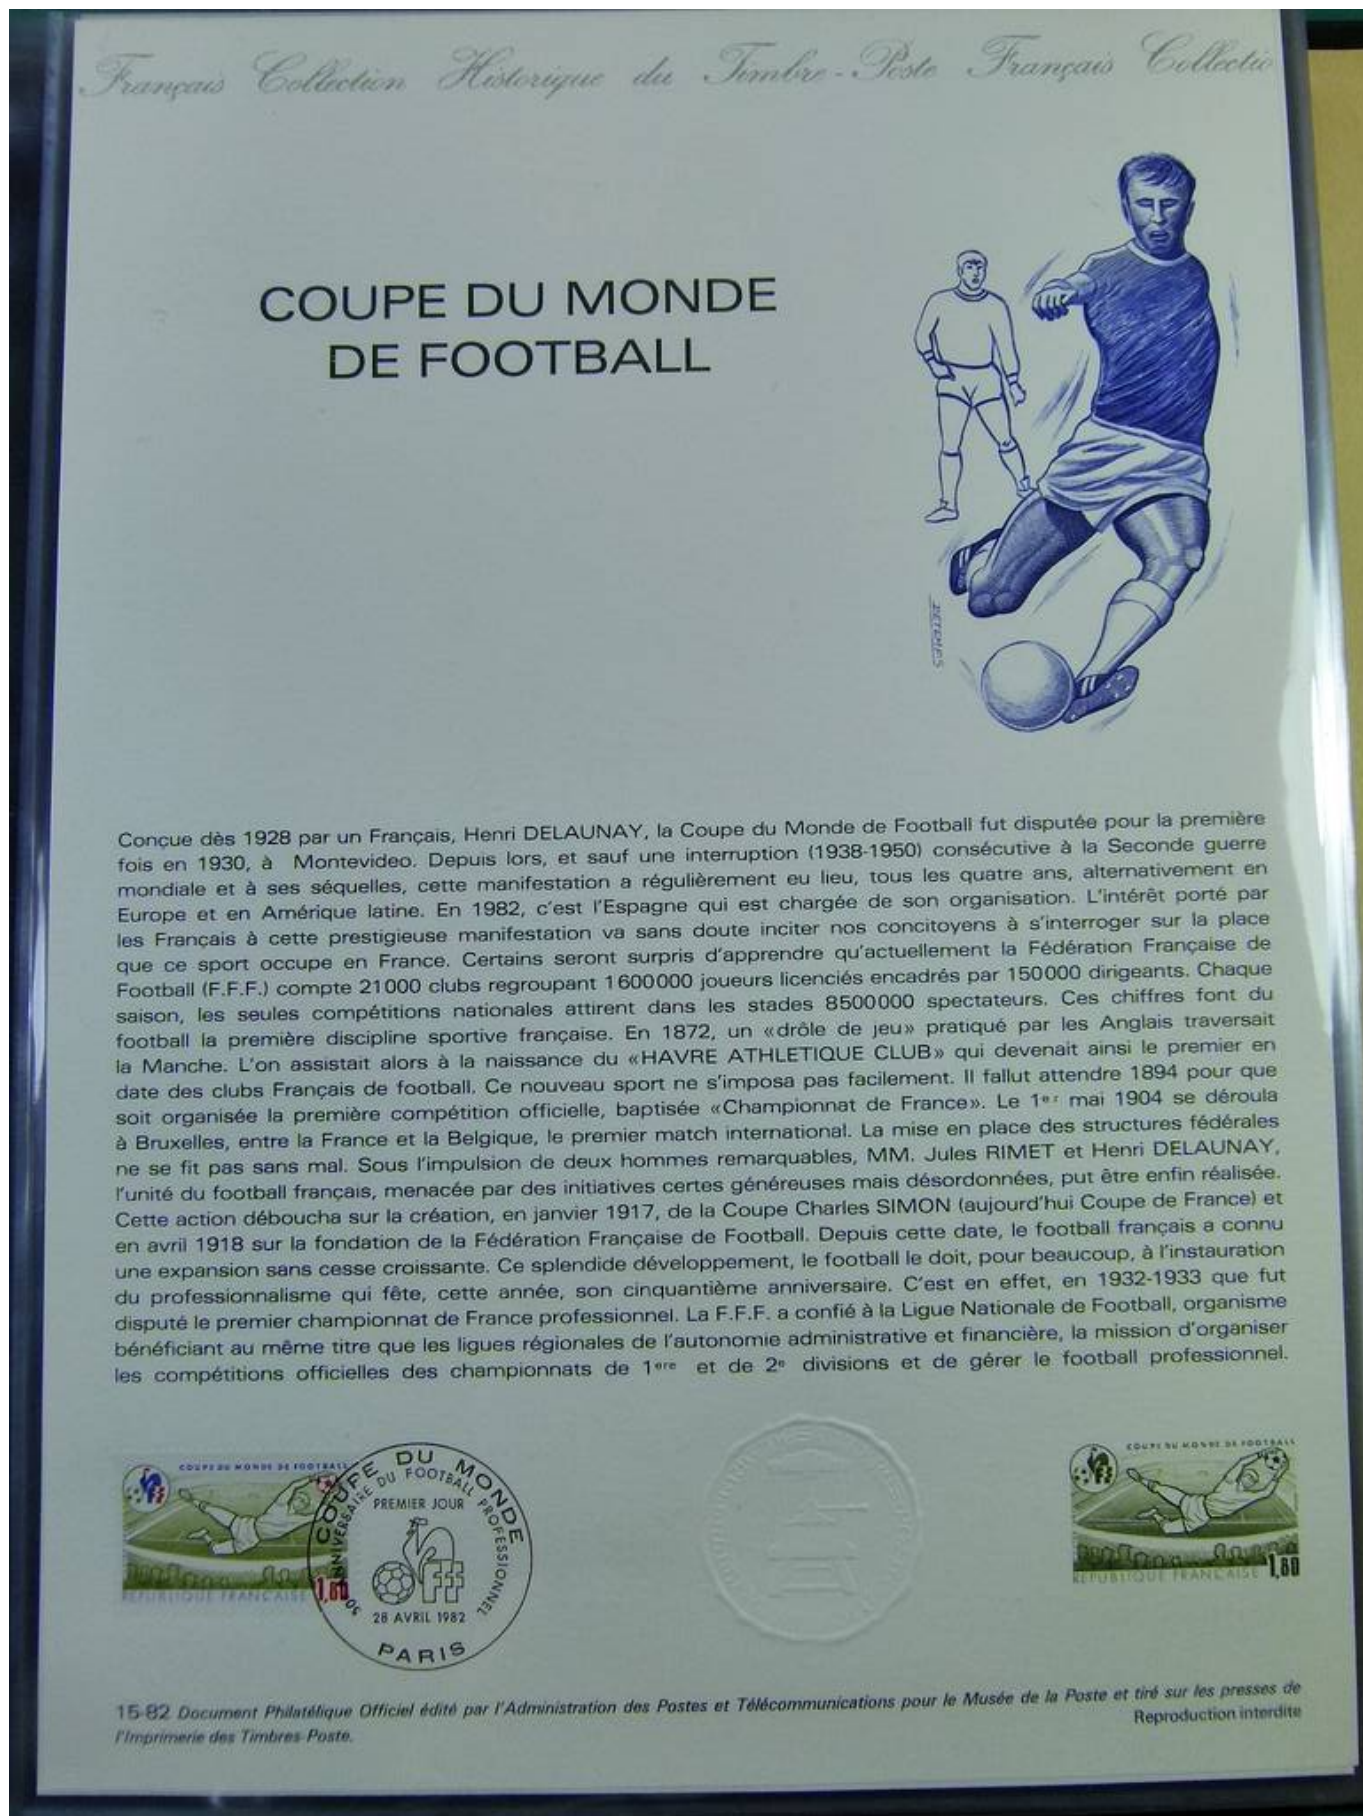 Français Collection Historique du Timbre-Poste Français Collectio
COUPE DU MONDE
DE FOOTBALL
DETEMPS
Conçue dès 1928 par un Français, Henri DELAUNAY, la Coupe du Monde de Football fut disputée pour la première
fois en 1930, à Montevideo. Depuis lors, et sauf une interruption (1938-1950) consécutive à la Seconde guerre
mondiale et à ses séquelles, cette manifestation a régulièrement eu lieu, tous les quatre ans, alternativement en
Europe et en Amérique latine. En 1982, c'est l'Espagne qui est chargée de son organisation. L'intérêt porté par
les Français à cette prestigieuse manifestation va sans doute inciter nos concitoyens à s'interroger sur la place
que ce sport occupe en France. Certains seront surpris d'apprendre qu'actuellement la Fédération Française de
Football (F.F.F.) compte 21000 clubs regroupant 1600000 joueurs licenciés encadrés par 150000 dirigeants. Chaque
saison, les seules compétitions nationales attirent dans les stades 8500000 spectateurs. Ces chiffres font du
football la première discipline sportive française. En 1872, un «drôle de jeu» pratiqué par les Anglais traversait
la Manche. L'on assistait alors à la naissance du «HAVRE ATHLETIQUE CLUB» qui devenait ainsi le premier en
date des clubs Français de football. Ce nouveau sport ne s'imposa pas facilement. Il fallut attendre 1894 pour que
soit organisée la première compétition officielle, baptisée «Championnat de France». Le 1er mai 1904 se déroula
à Bruxelles, entre la France et la Belgique, le premier match international. La mise en place des structures fédérales
ne se fit pas sans mal. Sous l'impulsion de deux hommes remarquables, MM. Jules RIMET et Henri DELAUNAY,
l'unité du football français, menacée par des initiatives certes généreuses mais désordonnées, put être enfin réalisée.
Cette action déboucha sur la création, en janvier 1917, de la Coupe Charles SIMON (aujourd'hui Coupe de France) et
en avril 1918 sur la fondation de la Fédération Française de Football. Depuis cette date, le football français a connu
une expansion sans cesse croissante. Ce splendide développement, le football le doit, pour beaucoup, à l'instauration
du professionnalisme qui fête, cette année, son cinquantième anniversaire. C'est en effet, en 1932-1933 que fut
disputé le premier championnat de France professionnel. La F.F.F. a confié à la Ligue Nationale de Football, organisme
bénéficiant au même titre que les ligues régionales de l'autonomie administrative et financière, la mission d'organiser
les compétitions officielles des championnats de 1ere et de 2e divisions et de gérer le football professionnel.
COUPE DU MONDE DE FOOTBALL
1,80
REPUBLIQUE FRANCAISE
COUPE DU MONDE
50 ANNIVERSAIRE DU FOOTBALL PROFESSIONNEL
PREMIER JOUR
FFF
28 AVRIL 1982
PARIS
COUPE DU MONDE DE FOOTBALL
1,80
REPUBLIQUE FRANCAISE
15-82 Document Philatélique Officiel édité par l'Administration des Postes et Télécommunications pour le Musée de la Poste et tiré sur les presses de
l'Imprimerie des Timbres-Poste.
Reproduction interdite